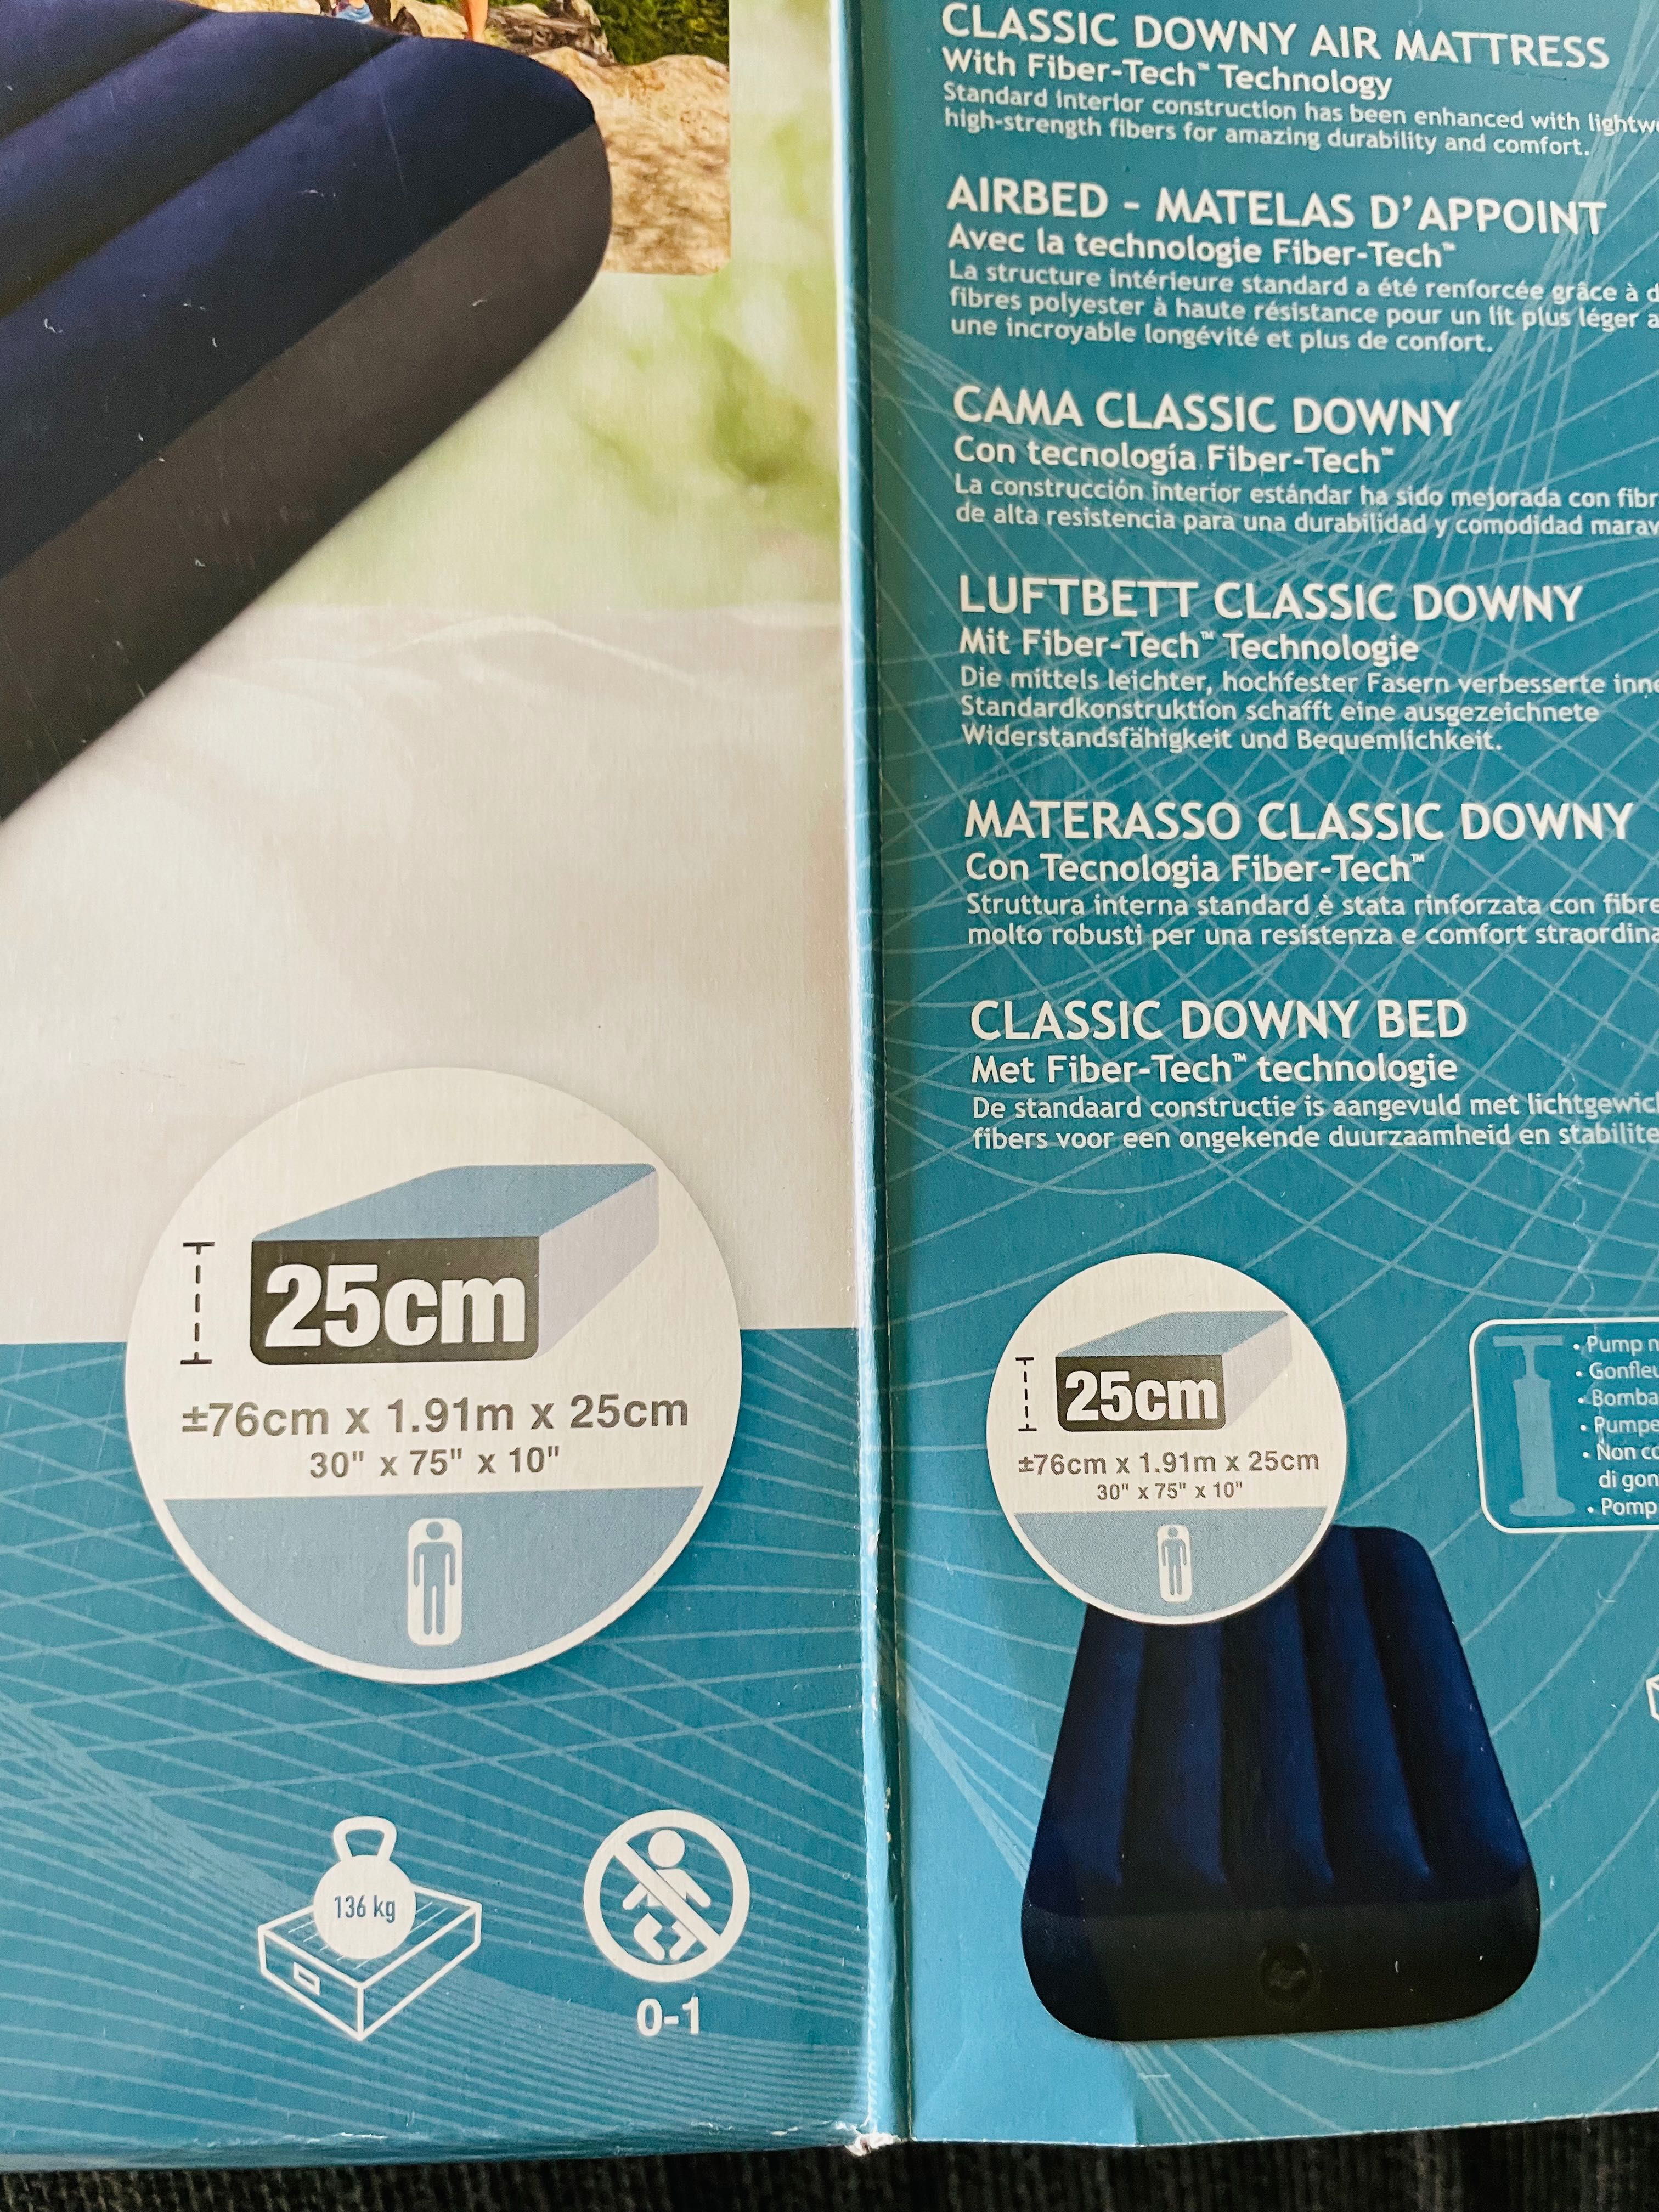 25cm
±76cm x 1.91m x 25cm
30" x 75" x 10"
136 kg
0-1
CLASSIC DOWNY AIR MATTRESS
With Fiber-Tech™ Technology
Standard interior construction has been enhanced with
high-strength fibers for amazing durability and comfort.
AIRBED - MATELAS D'APPOINT
Avec la technologie Fiber-Tech™
La structure intérieure standard a été renforcée grâce à
fibres polyester à haute résistance pour un lit plus léger
une incroyable longévité et plus de confort.
CAMA CLASSIC DOWNY
Con tecnología Fiber-Tech™
La construcción interior estándar ha sido mejorada con
de alta resistencia para una durabilidad y comodidad
LUFTBETT CLASSIC DOWNY
Mit Fiber-Tech™ Technologie
Die mittels leichter, hochfester Fasern verbesserte
Standardkonstruktion schafft eine ausgezeichnete
Widerstandsfähigkeit und Bequemlichkeit.
MATERASSO CLASSIC DOWNY
Con Tecnologia Fiber-Tech™
Struttura interna standard è stata rinforzata con fibre
molto robusti per una resistenza e comfort
CLASSIC DOWNY BED
Met Fiber-Tech™ technologie
De standaard constructie is aangevuld met
fibers voor een ongekende duurzaamheid en
25cm
±76cm x 1.91m x 25cm
30" x 75" x 10"
• Pump
•
• Bomba
•
• Non
di
•